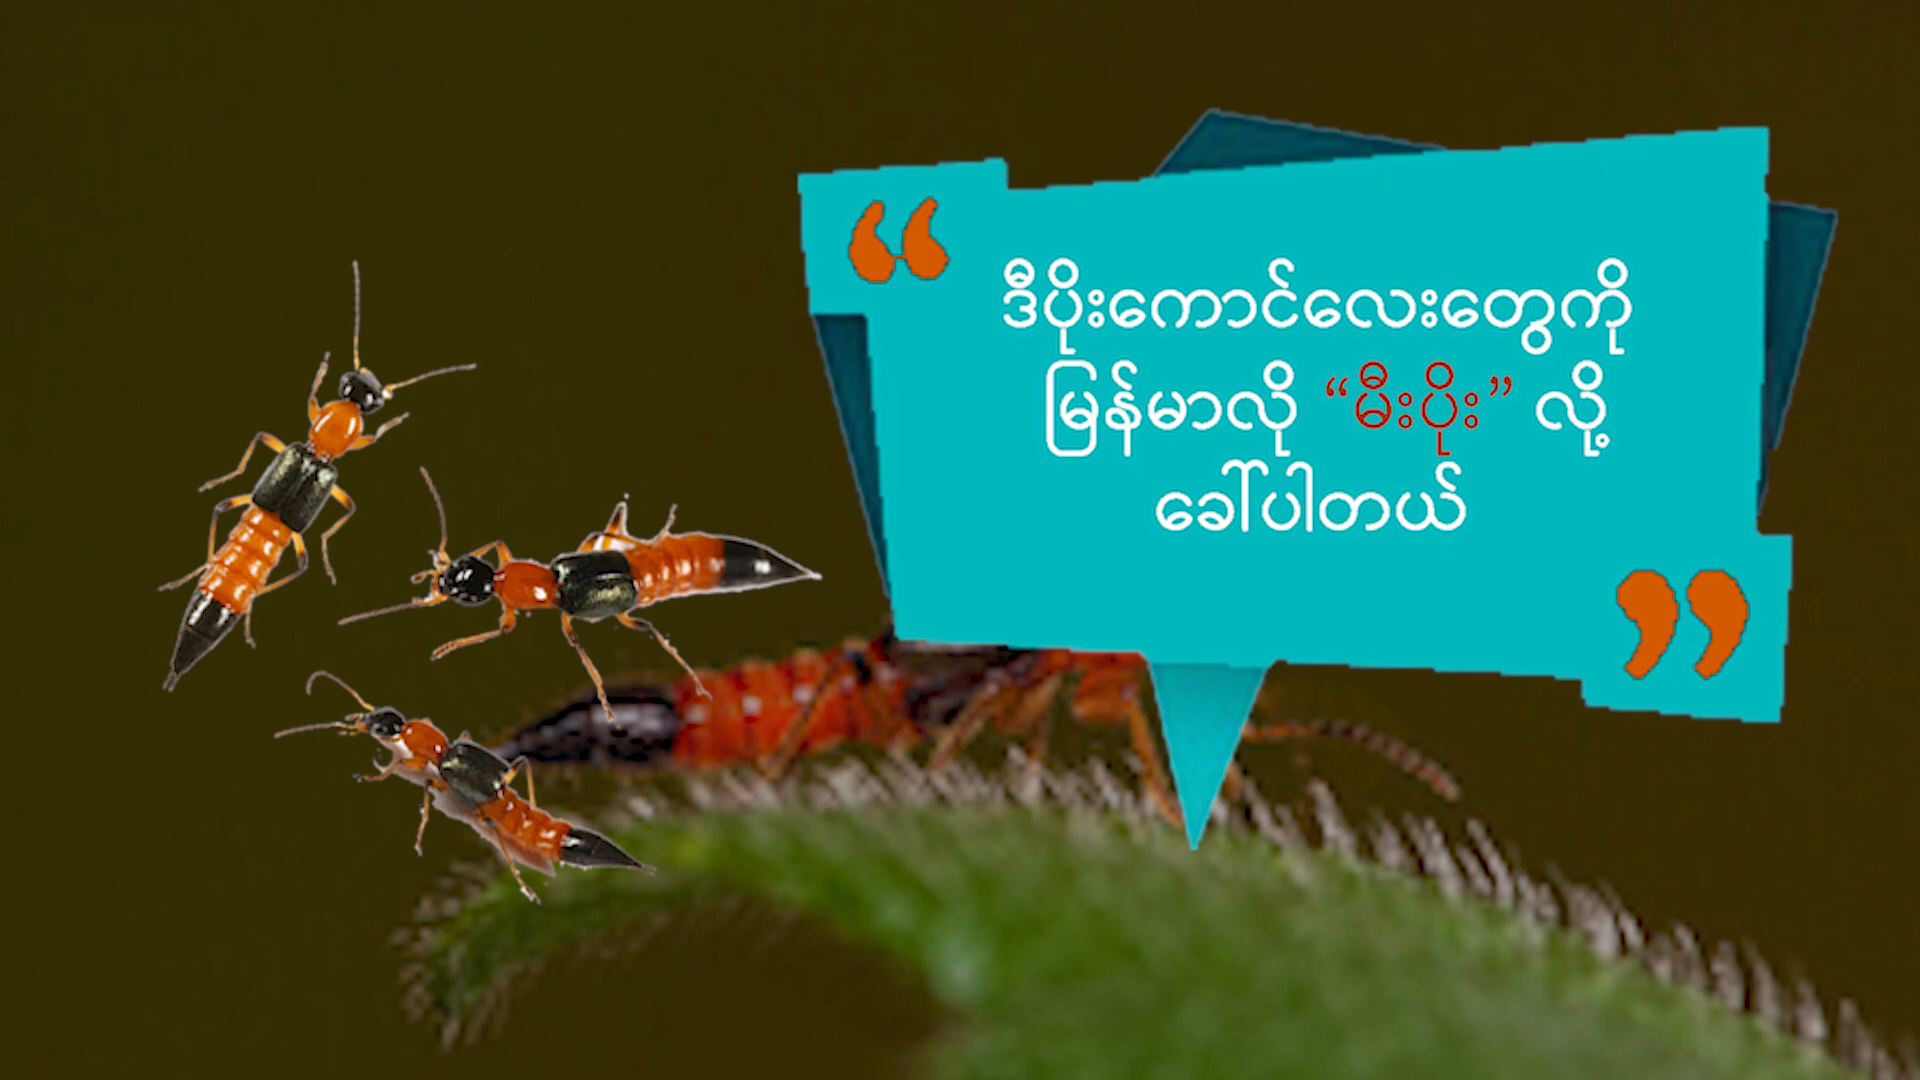 “
ဒီပိုးကောင်လေးတွေကို
မြန်မာလို “မီးပိုး” လို့
ခေါ်ပါတယ်
”